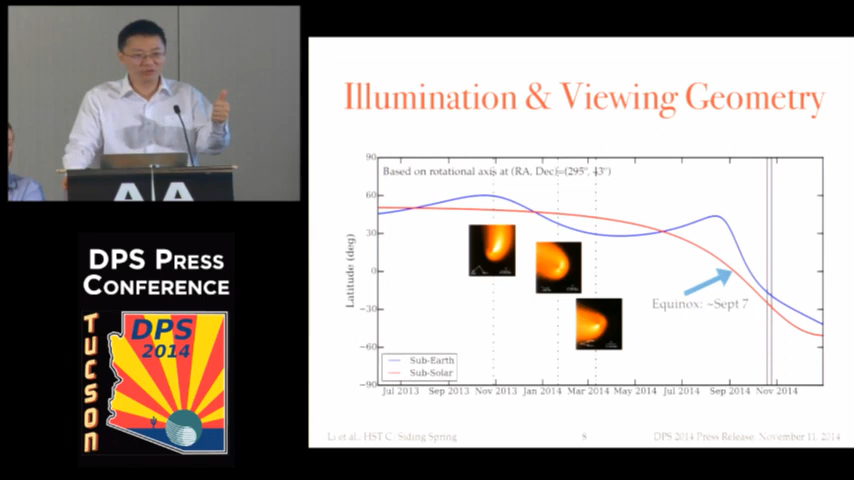 Illumination & Viewing Geometry
90
60
30
0
−30
−60
−90
Latitude (deg)
Based on rotational axis at (RA, Dec)=(295°, 43°)
Equinox: ~Sept 7
Sub-Earth
Sub-Solar
Jul 2013 Sep 2013 Nov 2013 Jan 2014 Mar 2014 May 2014 Jul 2014 Sep 2014 Nov 2014
Li et al., HST C/Siding Spring
8
DPS 2014 Press Release, November 11, 2014
AA
DPS Press
Conference
TUCSON
DPS
2014